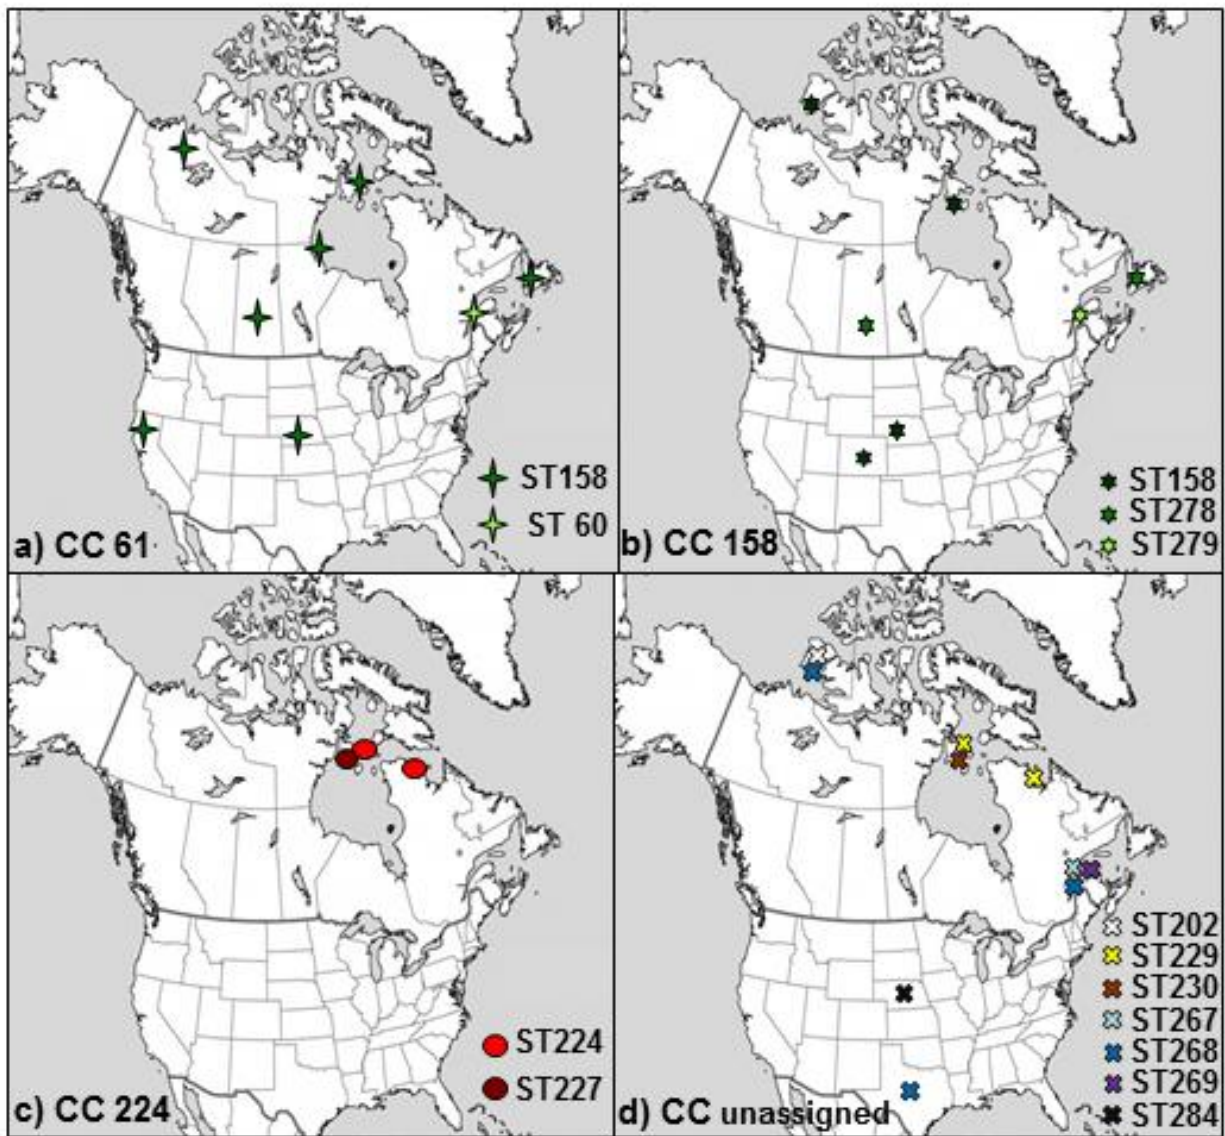 ST158
ST 60
a) CC 61
ST158
ST278
ST279
b) CC 158
ST224
ST227
c) CC 224
ST202
ST229
ST230
ST267
ST268
ST269
ST284
d) CC unassigned